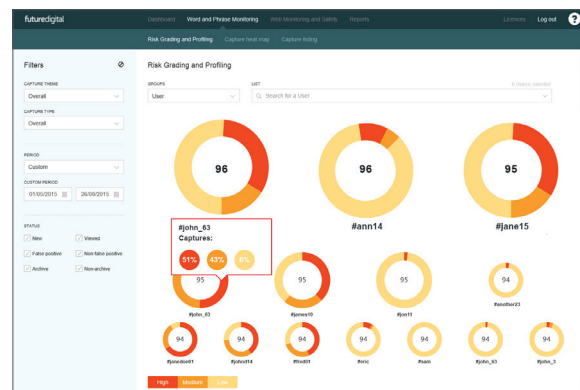 futuredigital
Dashboard Word and Phrase Monitoring Web Monitoring and Safety Reports Licences Log out ?
Risk Grading and Profiling Capture heat map Capture listing
Filters
CAPTURE THEME
Overall
CAPTURE TYPE
Overall
PERIOD
Custom
CUSTOM PERIOD
01/05/2015 26/08/2015
STATUS
New Viewed
False positive Non false positive
Archive Non-archive
Risk Grading and Profiling
GROUPS LIST
User Search for a User
96 96 95
#ann14 #jane15
#john_63
Captures:
51% 43% 6%
95 95 95 94
#john_63 #james10 #jon11 #another23
94 94 94 94 94 94 94
#janedoe01 #johnd14 #fred01 #eric #sam #john_93 #john_3
High Medium Low